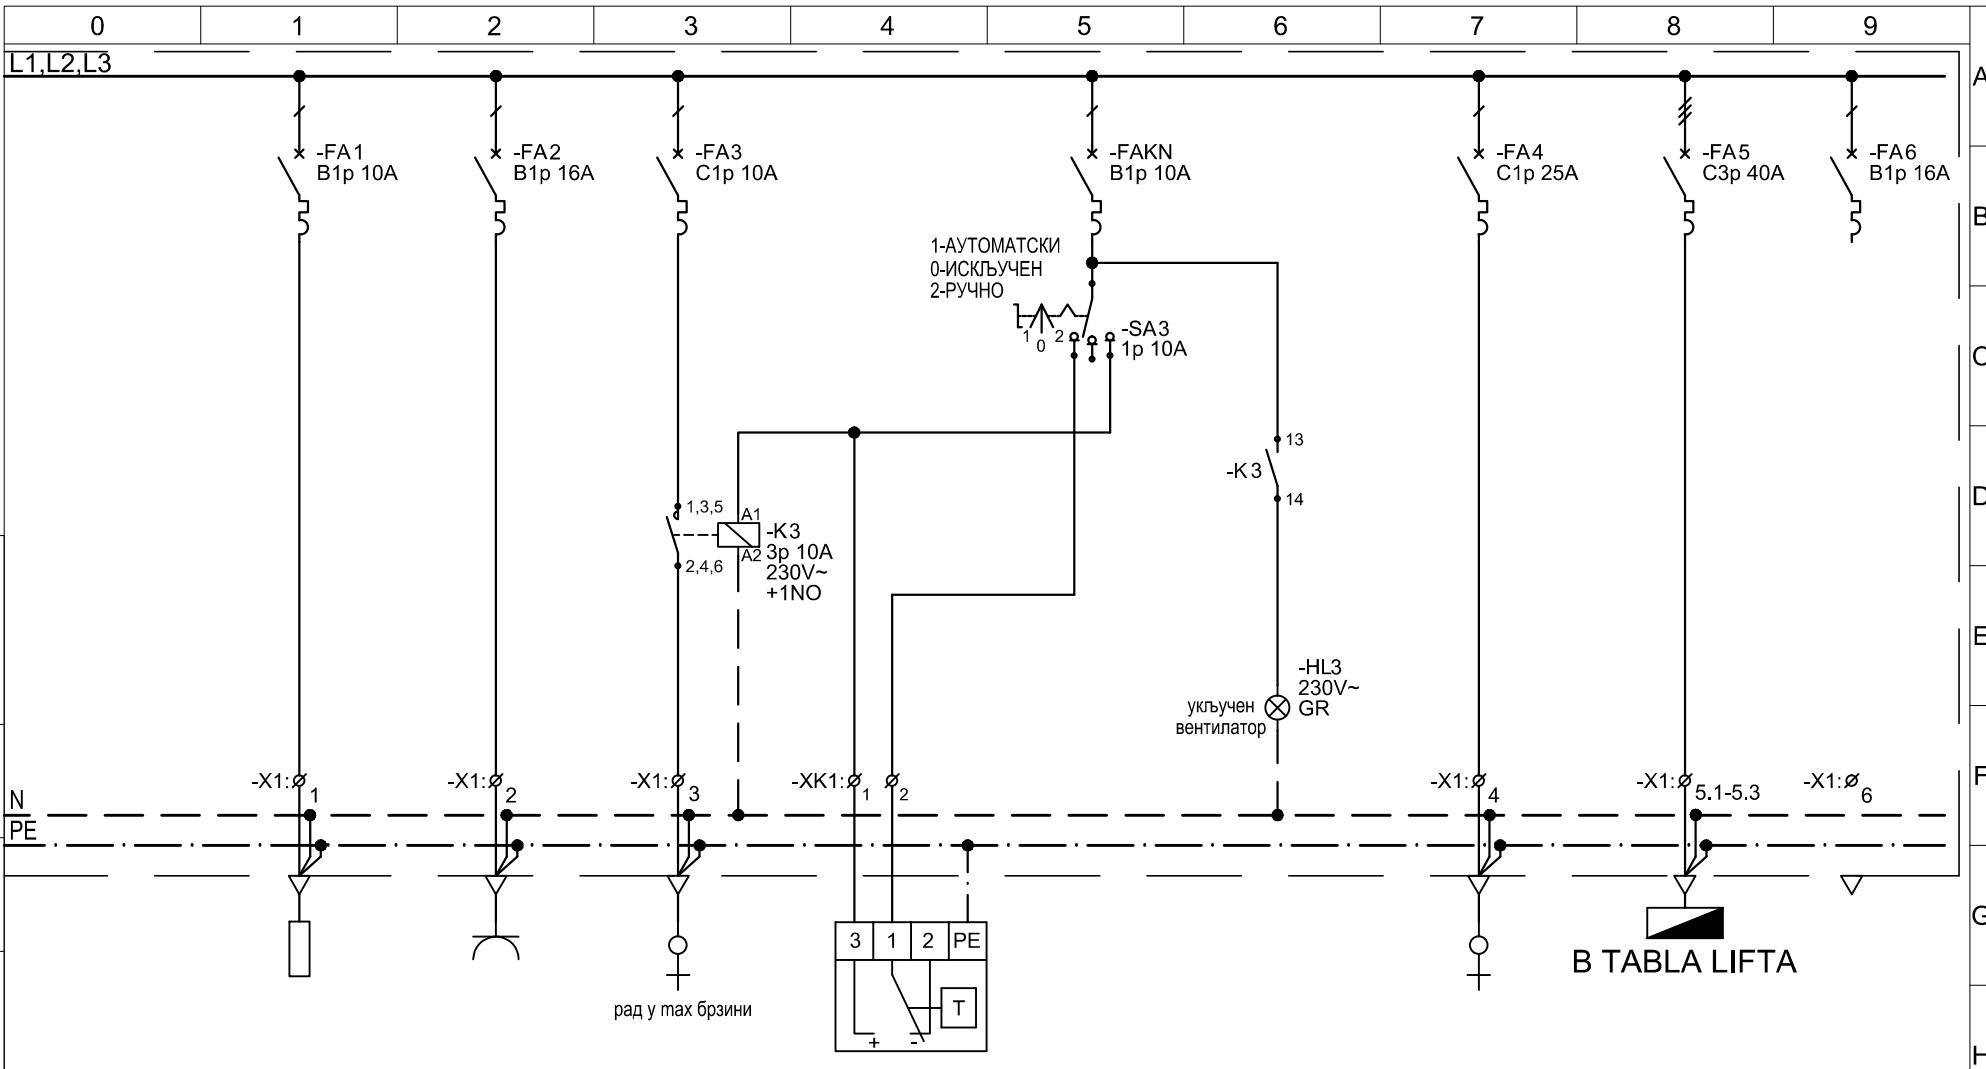 0 1 2 3 4 5 6 7 8 9
L1,L2,L3
A
-FA1
B1p 10A
-FA2
B1p 16A
-FA3
C1p 10A
-FAKN
B1p 10A
-FA4
C1p 25A
-FA5
C3p 40A
-FA6
B1p 16A
B
1-АУТОМАТСКИ
0-ИСКЉУЧЕН
2-РУЧНО
1 0 2
-SA3
1p 10A
C
13
-K3
14
D
1,3,5
2,4,6
A1
A2
-K3
3p 10A
230V~
+1NO
E
-HL3
230V~
GR
укључен
вентилатор
-X1: 1
-X1: 2
-X1: 3
-XK1: 1 2
-X1: 4
-X1: 5.1-5.3
-X1: 6
F
N
PE
G
3 1 2 PE
T
+ -
рад у max брзини
B TABLA LIFTA
H